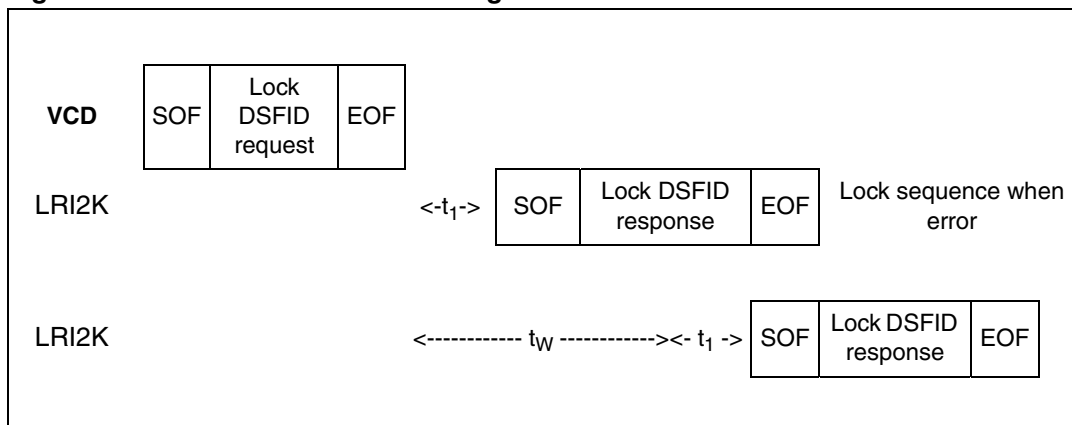 VCD
SOF
Lock
DSFID
request
EOF
LRI2K
<-t1->
SOF
Lock DSFID
response
EOF
Lock sequence when
error
LRI2K
<------------ tW ------------><- t1 ->
SOF
Lock DSFID
response
EOF